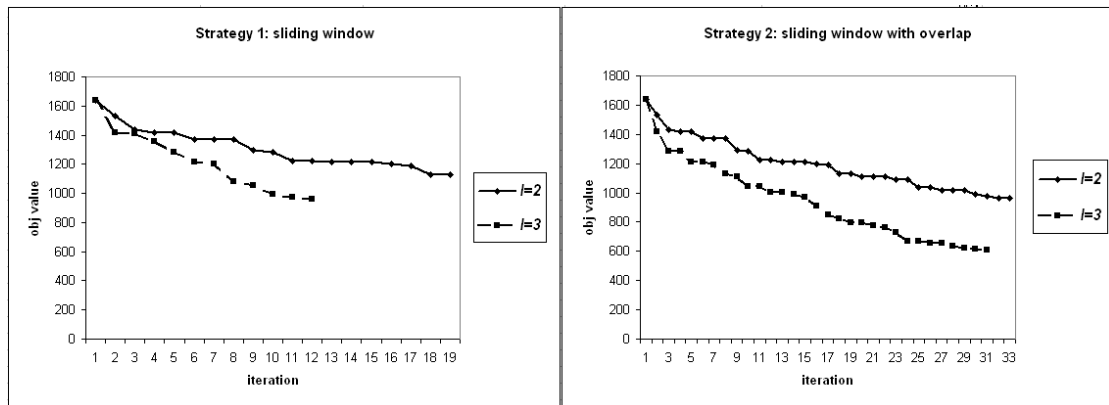 Strategy 1: sliding window
1800
1600
1400
1200
1000
800
600
400
200
0
obj value
1 2 3 4 5 6 7 8 9 10 11 12 13 14 15 16 17 18 19
iteration
l=2
l=3
Strategy 2: sliding window with overlap
1800
1600
1400
1200
1000
800
600
400
200
0
obj value
1 3 5 7 9 11 13 15 17 19 21 23 25 27 29 31 33
iteration
l=2
l=3